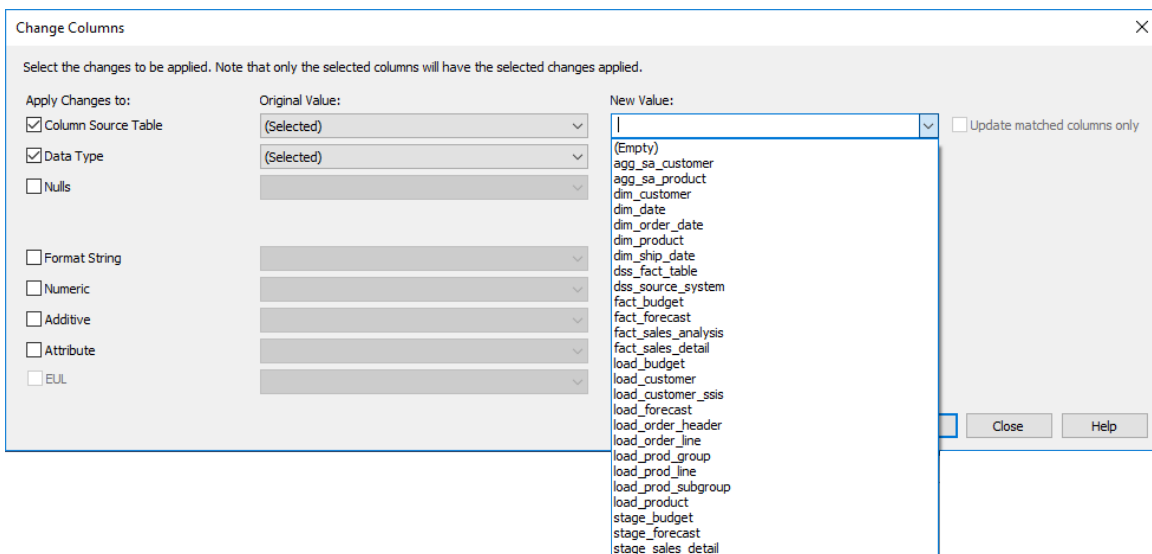 Change Columns
Select the changes to be applied. Note that only the selected columns will have the selected changes applied.
Apply Changes to: Original Value: New Value:
Column Source Table (Selected) Update matched columns only
Data Type (Selected)
Nulls
Format String
Numeric
Additive
Attribute
EUL
(Empty)
agg_sa_customer
agg_sa_product
dim_customer
dim_date
dim_order_date
dim_product
dim_ship_date
dss_fact_table
dss_source_system
fact_budget
fact_forecast
fact_sales_analysis
fact_sales_detail
load_budget
load_customer
load_customer_ssis
load_forecast
load_order_header
load_order_line
load_prod_group
load_prod_line
load_prod_subgroup
load_product
stage_budget
stage_forecast
stage_sales_detail
Close Help